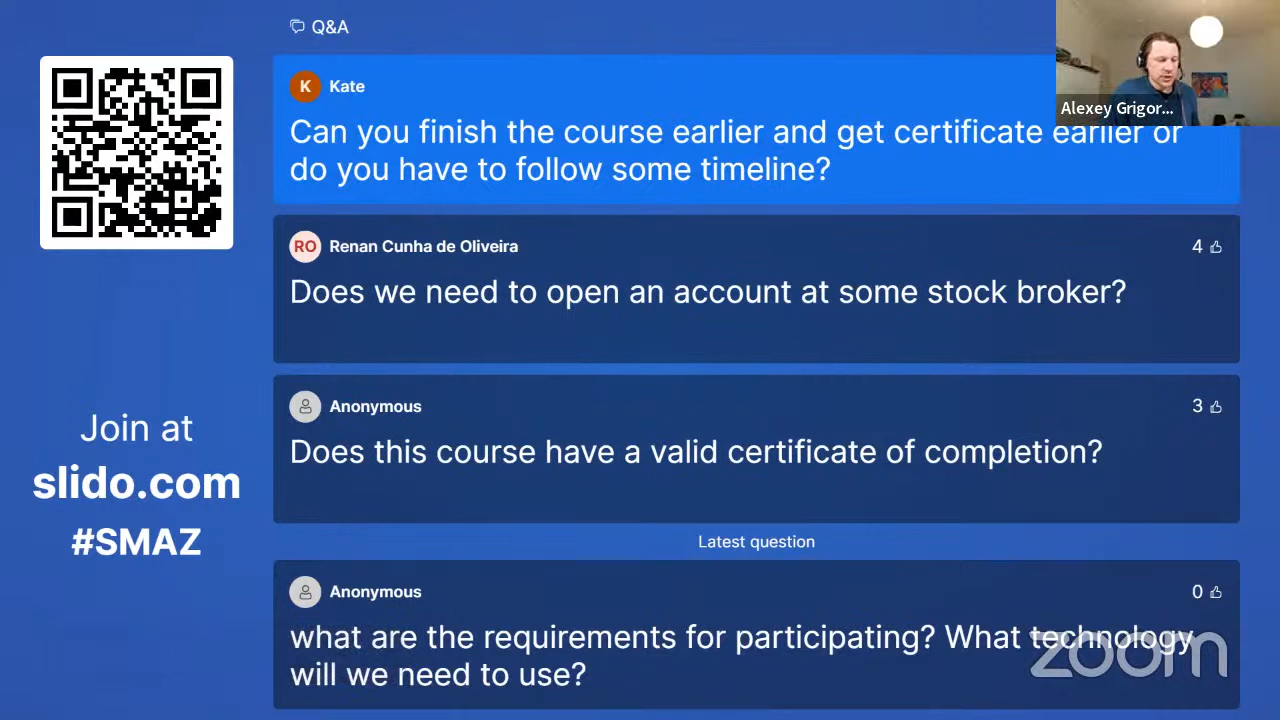 Q&A
K
Kate
Can you finish the course earlier and get certificate earlier or
do you have to follow some timeline?
Alexey Grigor...
RO
Renan Cunha de Oliveira
4
Does we need to open an account at some stock broker?
Anonymous
3
Does this course have a valid certificate of completion?
Join at
slido.com
#SMAZ
Latest question
Anonymous
0
what are the requirements for participating? What technology
will we need to use?
zoom